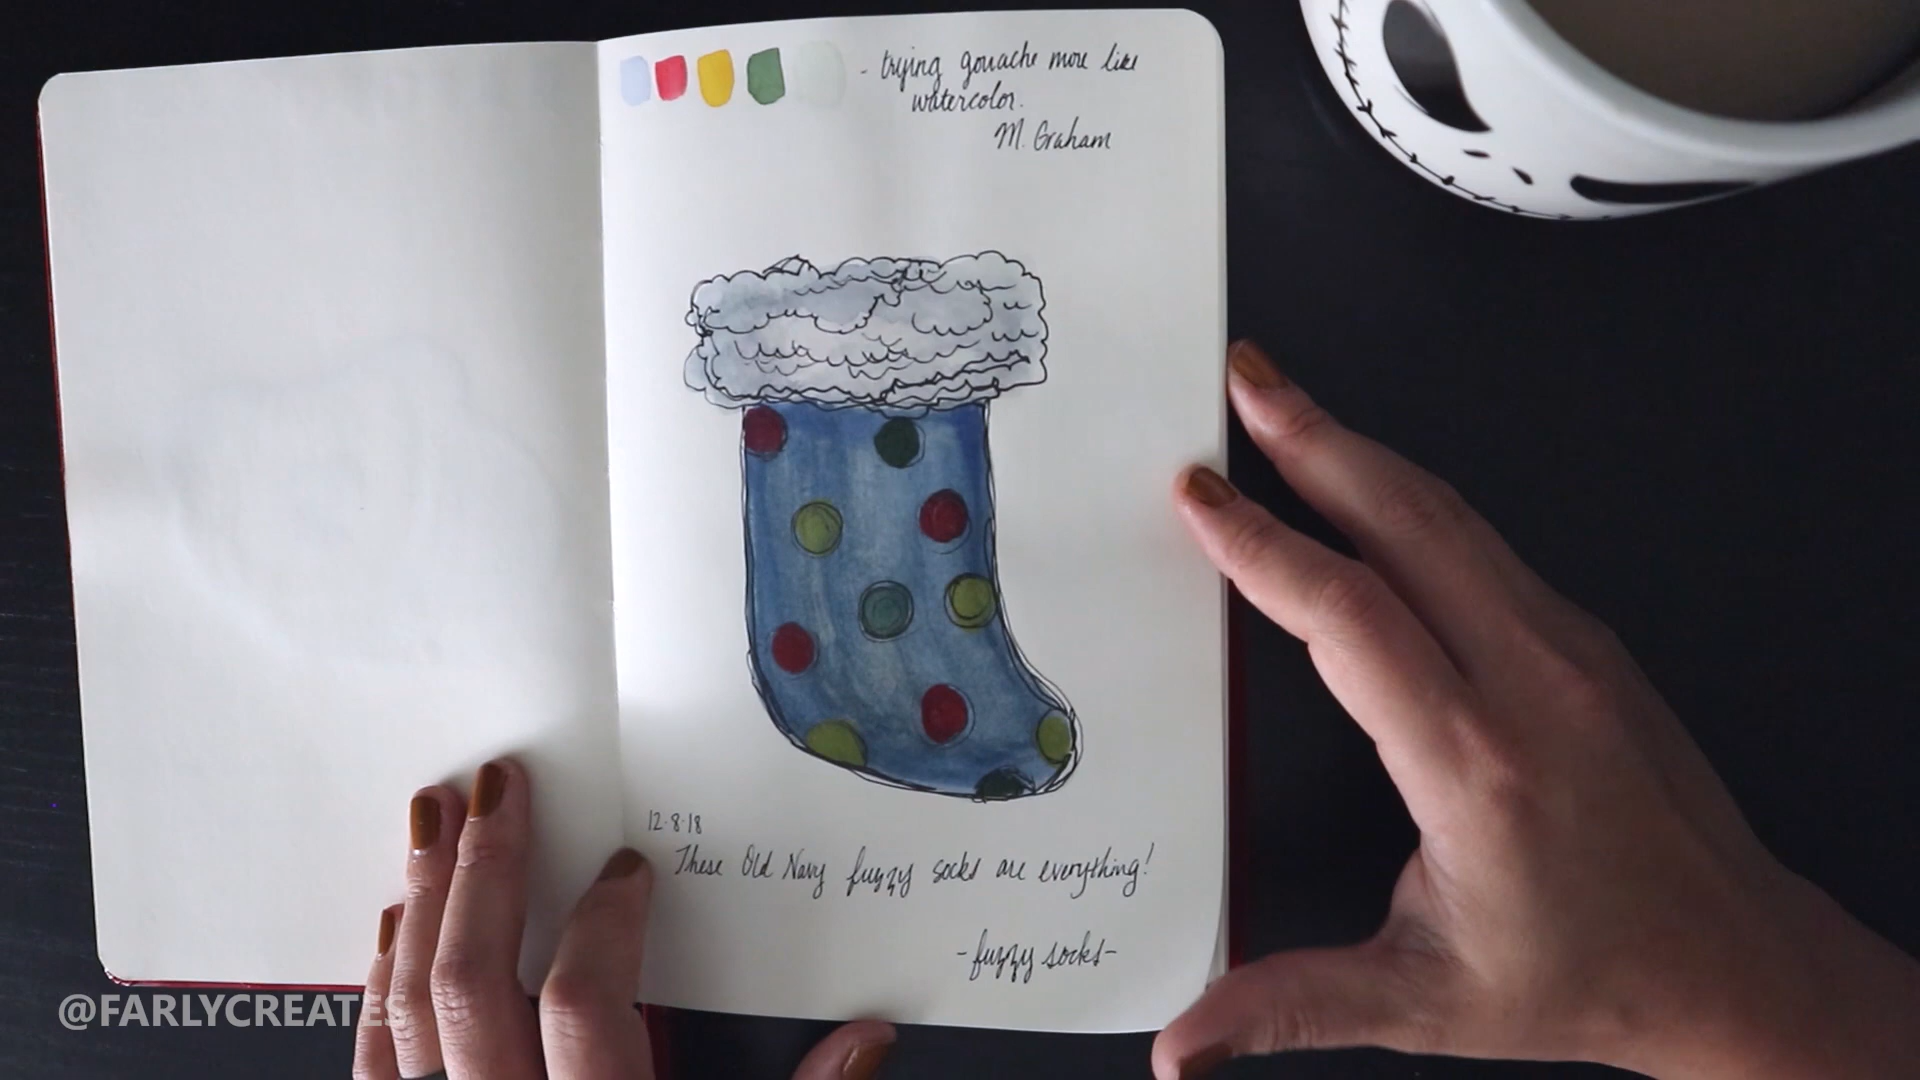 - trying gouache more like
watercolor.
M. Graham
12.8.18
These Old Navy fuzzy socks are everything!
-fuzzy socks-
@FARLYCREATES